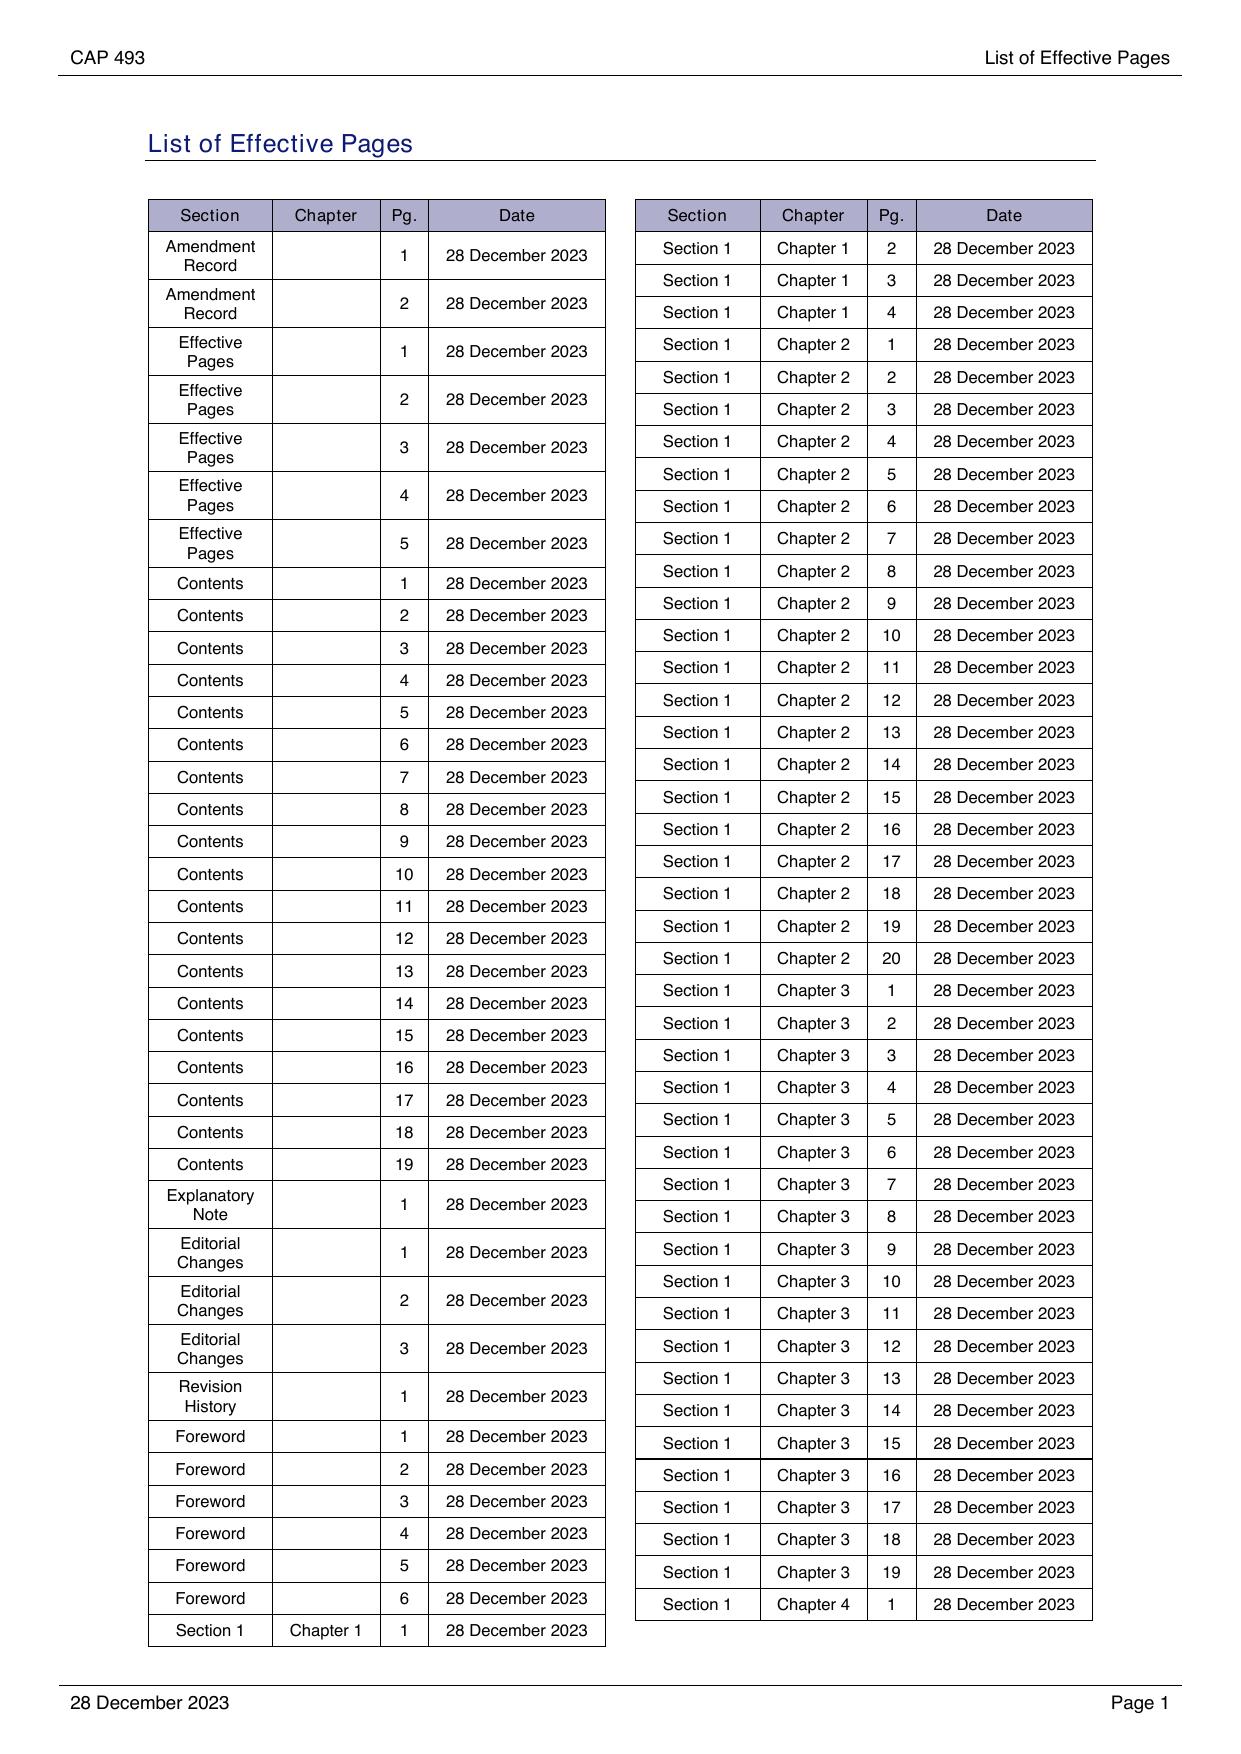 CAP 493 List of Effective Pages
List of Effective Pages
Section Chapter Pg. Date
Amendment
Record 1 28 December 2023
Amendment
Record 2 28 December 2023
Effective
Pages 1 28 December 2023
Effective
Pages 2 28 December 2023
Effective
Pages 3 28 December 2023
Effective
Pages 4 28 December 2023
Effective
Pages 5 28 December 2023
Contents 1 28 December 2023
Contents 2 28 December 2023
Contents 3 28 December 2023
Contents 4 28 December 2023
Contents 5 28 December 2023
Contents 6 28 December 2023
Contents 7 28 December 2023
Contents 8 28 December 2023
Contents 9 28 December 2023
Contents 10 28 December 2023
Contents 11 28 December 2023
Contents 12 28 December 2023
Contents 13 28 December 2023
Contents 14 28 December 2023
Contents 15 28 December 2023
Contents 16 28 December 2023
Contents 17 28 December 2023
Contents 18 28 December 2023
Contents 19 28 December 2023
Explanatory
Note 1 28 December 2023
Editorial
Changes 1 28 December 2023
Editorial
Changes 2 28 December 2023
Editorial
Changes 3 28 December 2023
Revision
History 1 28 December 2023
Foreword 1 28 December 2023
Foreword 2 28 December 2023
Foreword 3 28 December 2023
Foreword 4 28 December 2023
Foreword 5 28 December 2023
Foreword 6 28 December 2023
Section 1 Chapter 1 1 28 December 2023
Section Chapter Pg. Date
Section 1 Chapter 1 2 28 December 2023
Section 1 Chapter 1 3 28 December 2023
Section 1 Chapter 1 4 28 December 2023
Section 1 Chapter 2 1 28 December 2023
Section 1 Chapter 2 2 28 December 2023
Section 1 Chapter 2 3 28 December 2023
Section 1 Chapter 2 4 28 December 2023
Section 1 Chapter 2 5 28 December 2023
Section 1 Chapter 2 6 28 December 2023
Section 1 Chapter 2 7 28 December 2023
Section 1 Chapter 2 8 28 December 2023
Section 1 Chapter 2 9 28 December 2023
Section 1 Chapter 2 10 28 December 2023
Section 1 Chapter 2 11 28 December 2023
Section 1 Chapter 2 12 28 December 2023
Section 1 Chapter 2 13 28 December 2023
Section 1 Chapter 2 14 28 December 2023
Section 1 Chapter 2 15 28 December 2023
Section 1 Chapter 2 16 28 December 2023
Section 1 Chapter 2 17 28 December 2023
Section 1 Chapter 2 18 28 December 2023
Section 1 Chapter 2 19 28 December 2023
Section 1 Chapter 2 20 28 December 2023
Section 1 Chapter 3 1 28 December 2023
Section 1 Chapter 3 2 28 December 2023
Section 1 Chapter 3 3 28 December 2023
Section 1 Chapter 3 4 28 December 2023
Section 1 Chapter 3 5 28 December 2023
Section 1 Chapter 3 6 28 December 2023
Section 1 Chapter 3 7 28 December 2023
Section 1 Chapter 3 8 28 December 2023
Section 1 Chapter 3 9 28 December 2023
Section 1 Chapter 3 10 28 December 2023
Section 1 Chapter 3 11 28 December 2023
Section 1 Chapter 3 12 28 December 2023
Section 1 Chapter 3 13 28 December 2023
Section 1 Chapter 3 14 28 December 2023
Section 1 Chapter 3 15 28 December 2023
Section 1 Chapter 3 16 28 December 2023
Section 1 Chapter 3 17 28 December 2023
Section 1 Chapter 3 18 28 December 2023
Section 1 Chapter 3 19 28 December 2023
Section 1 Chapter 4 1 28 December 2023
28 December 2023 Page 1